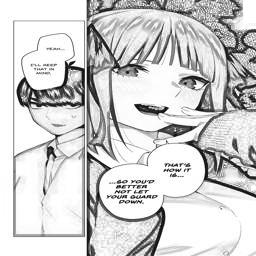 THAT'S
HOW IT
IS...
...SO YOU'D
BETTER
NOT LET
YOUR GUARD
DOWN.
YEAH...
I'LL KEEP
THAT IN
MIND.